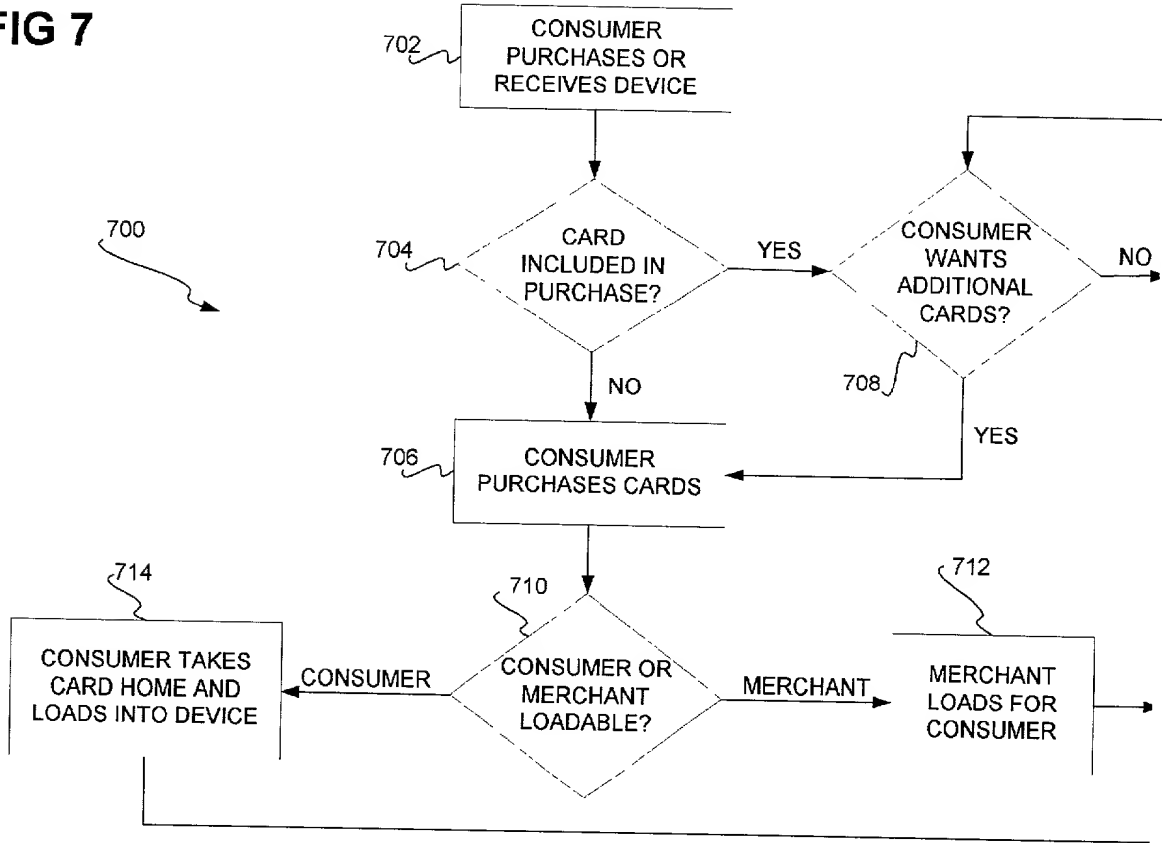 FIG 7
702
CONSUMER
PURCHASES OR
RECEIVES DEVICE
700
704
CARD
INCLUDED IN
PURCHASE?
YES
CONSUMER
WANTS
ADDITIONAL
CARDS?
NO
708
NO
YES
706
CONSUMER
PURCHASES CARDS
714
710
712
CONSUMER TAKES
CARD HOME AND
LOADS INTO DEVICE
CONSUMER
CONSUMER OR
MERCHANT
LOADABLE?
MERCHANT
MERCHANT
LOADS FOR
CONSUMER